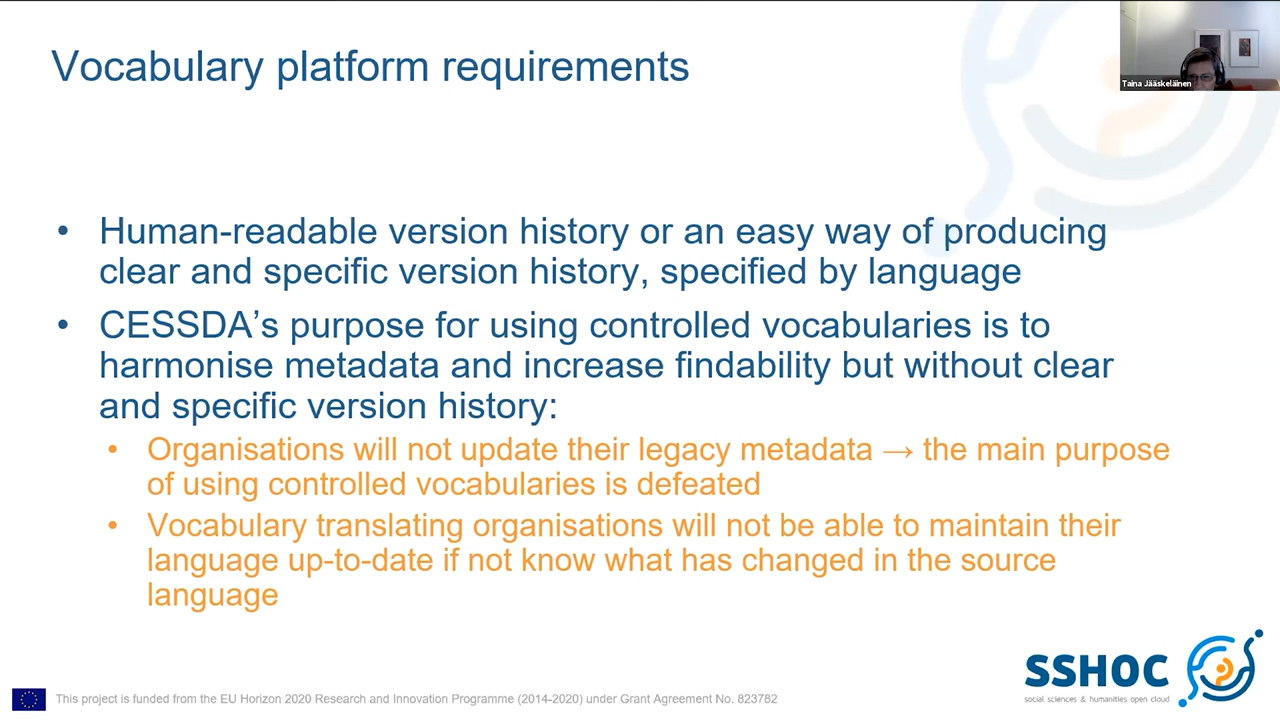 Vocabulary platform requirements
Taina Jääskeläinen
• Human-readable version history or an easy way of producing
clear and specific version history, specified by language
• CESSDA’s purpose for using controlled vocabularies is to
harmonise metadata and increase findability but without clear
and specific version history:
• Organisations will not update their legacy metadata → the main purpose
of using controlled vocabularies is defeated
• Vocabulary translating organisations will not be able to maintain their
language up-to-date if not know what has changed in the source
language
SSHOC
social sciences & humanities open cloud
This project is funded from the EU Horizon 2020 Research and Innovation Programme (2014-2020) under Grant Agreement No. 823782